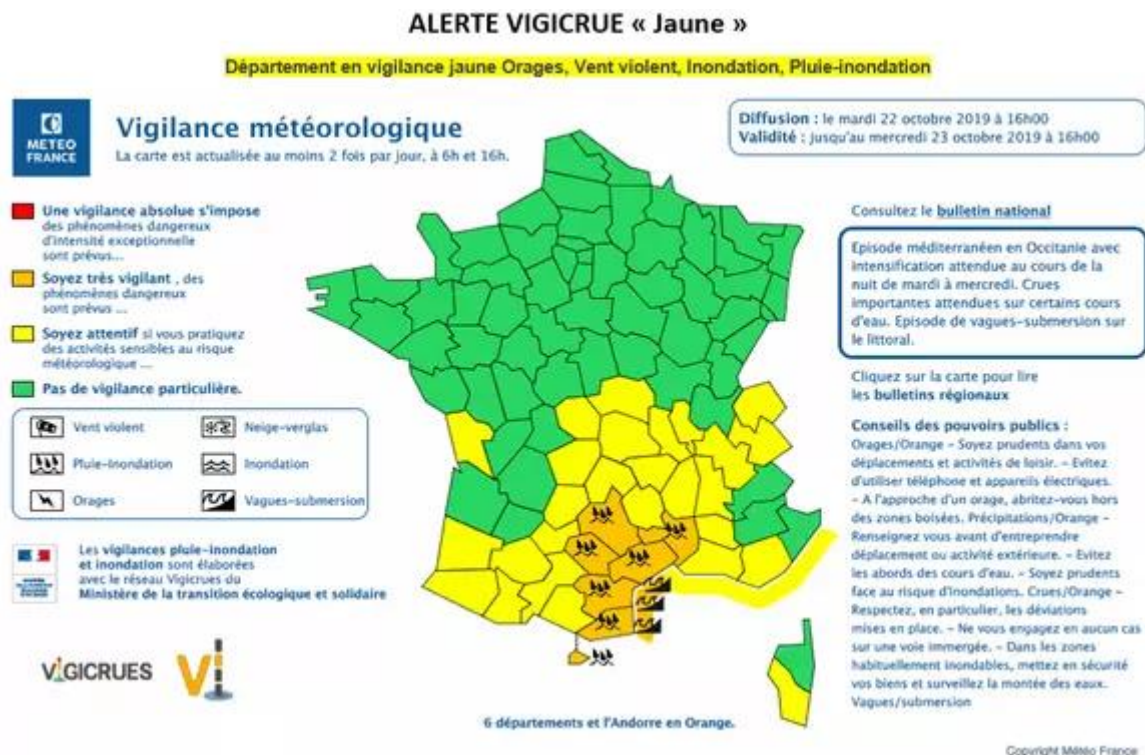 ALERTE VIGICRUE « Jaune »
Département en vigilance jaune Orages, Vent violent, Inondation, Pluie-inondation
METEO
FRANCE
Vigilance météorologique
La carte est actualisée au moins 2 fois par jour, à 6h et 16h.
Diffusion : le mardi 22 octobre 2019 à 16h00
Validité : jusqu'au mercredi 23 octobre 2019 à 16h00
Une vigilance absolue s'impose
des phénomènes dangereux
d'intensité exceptionnelle
sont prévus...
Soyez très vigilant , des
phénomènes dangereux
sont prévus ...
Soyez attentif si vous pratiquez
des activités sensibles au risque
météorologique ...
Pas de vigilance particulière.
Vent violent
Neige-verglas
Pluie-Inondation
Inondation
Orages
Vagues-submersion
Les vigilances pluie-inondation
et inondation sont élaborées
avec le réseau Vigicrues du
Ministère de la transition écologique et solidaire
VIGICRUES
Vi
6 départements et l'Andorre en Orange.
Consultez le bulletin national
Episode méditerranéen en Occitanie avec
intensification attendue au cours de la
nuit de mardi à mercredi. Crues
importantes attendues sur certains cours
d'eau. Episode de vagues-submersion sur
le littoral.
Cliquez sur la carte pour lire
les bulletins régionaux
Conseils des pouvoirs publics :
Orages/Orange - Soyez prudents dans vos
déplacements et activités de loisir. - Evitez
d'utiliser téléphone et appareils électriques.
- A l'approche d'un orage, abritez-vous hors
des zones boisées. Précipitations/Orange -
Renseignez vous avant d'entreprendre
déplacement ou activité extérieure. - Evitez
les abords des cours d'eau. - Soyez prudents
face au risque d'inondations. Crues/Orange -
Respectez, en particulier, les déviations
mises en place. - Ne vous engagez en aucun cas
sur une voie immergée. - Dans les zones
habituellement inondables, mettez en sécurité
vos biens et surveillez la montée des eaux.
Vagues/submersion
Copyright Météo France